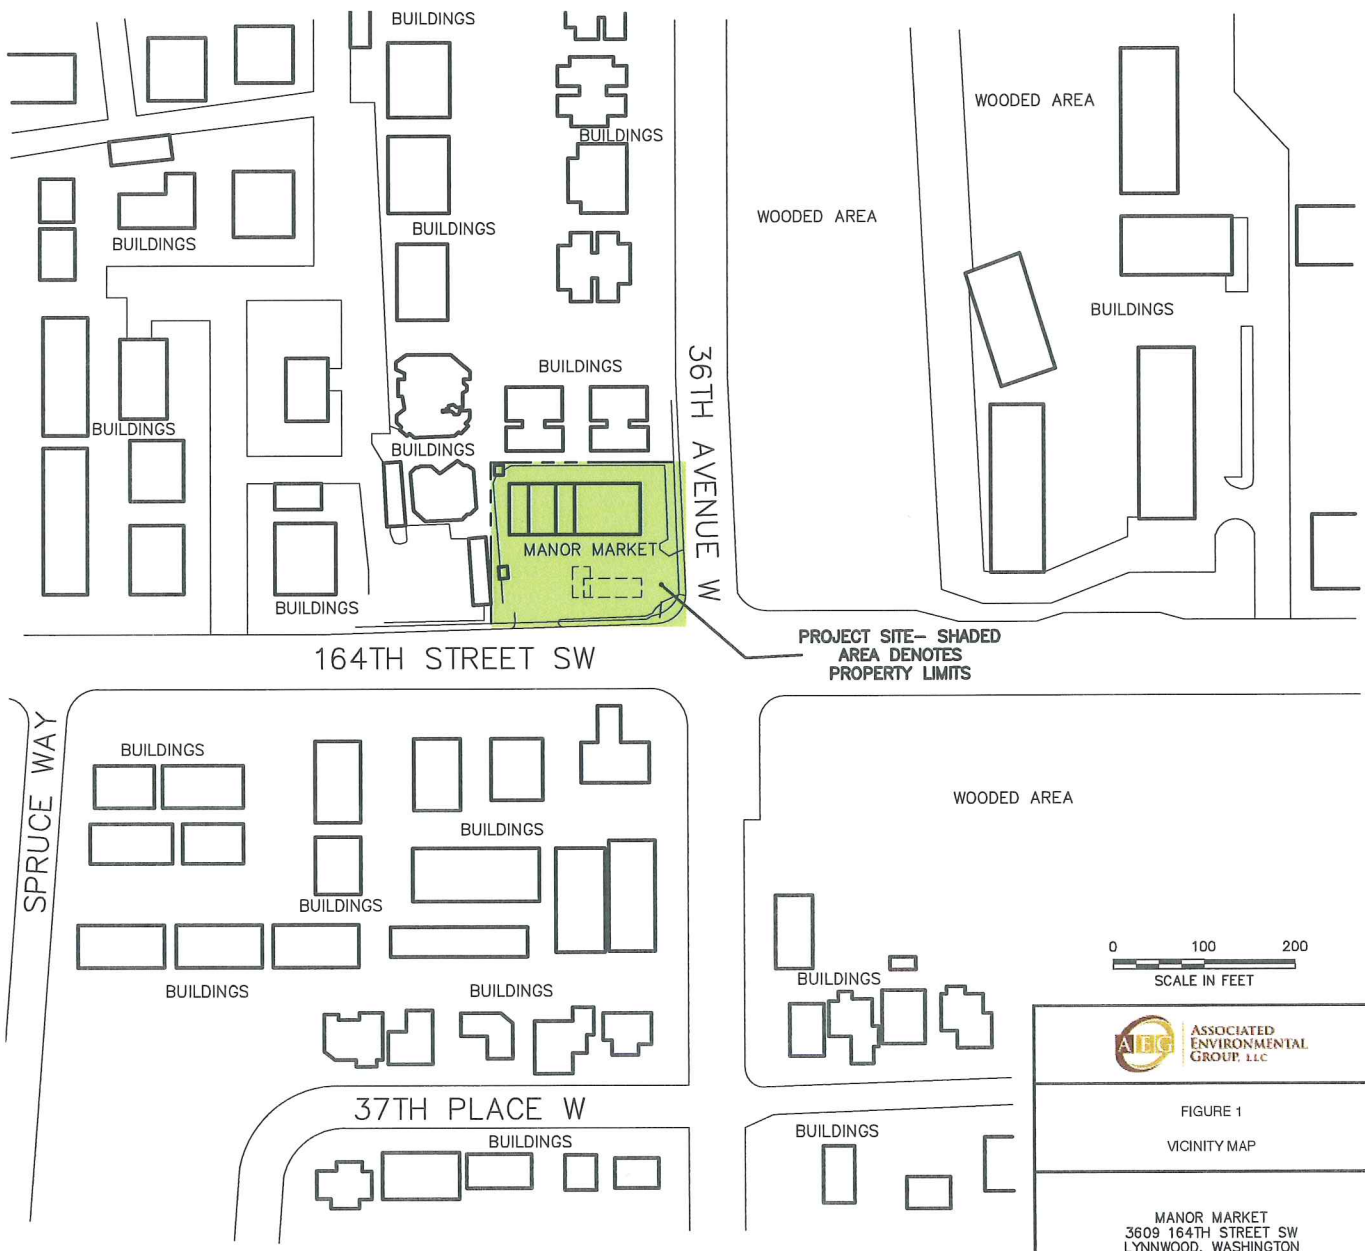 BUILDINGS
WOODED AREA
BUILDINGS
WOODED AREA
BUILDINGS
BUILDINGS
BUILDINGS
36TH AVENUE W
BUILDINGS
BUILDINGS
BUILDINGS
MANOR MARKET
BUILDINGS
PROJECT SITE- SHADED
AREA DENOTES
PROPERTY LIMITS
164TH STREET SW
SPRUCE WAY
BUILDINGS
WOODED AREA
BUILDINGS
BUILDINGS
BUILDINGS
BUILDINGS
BUILDINGS
0 100 200
SCALE IN FEET
AEG
ASSOCIATED
ENVIRONMENTAL
GROUP, LLC
37TH PLACE W
BUILDINGS
BUILDINGS
FIGURE 1
VICINITY MAP
MANOR MARKET
3609 164TH STREET SW
LYNNWOOD, WASHINGTON